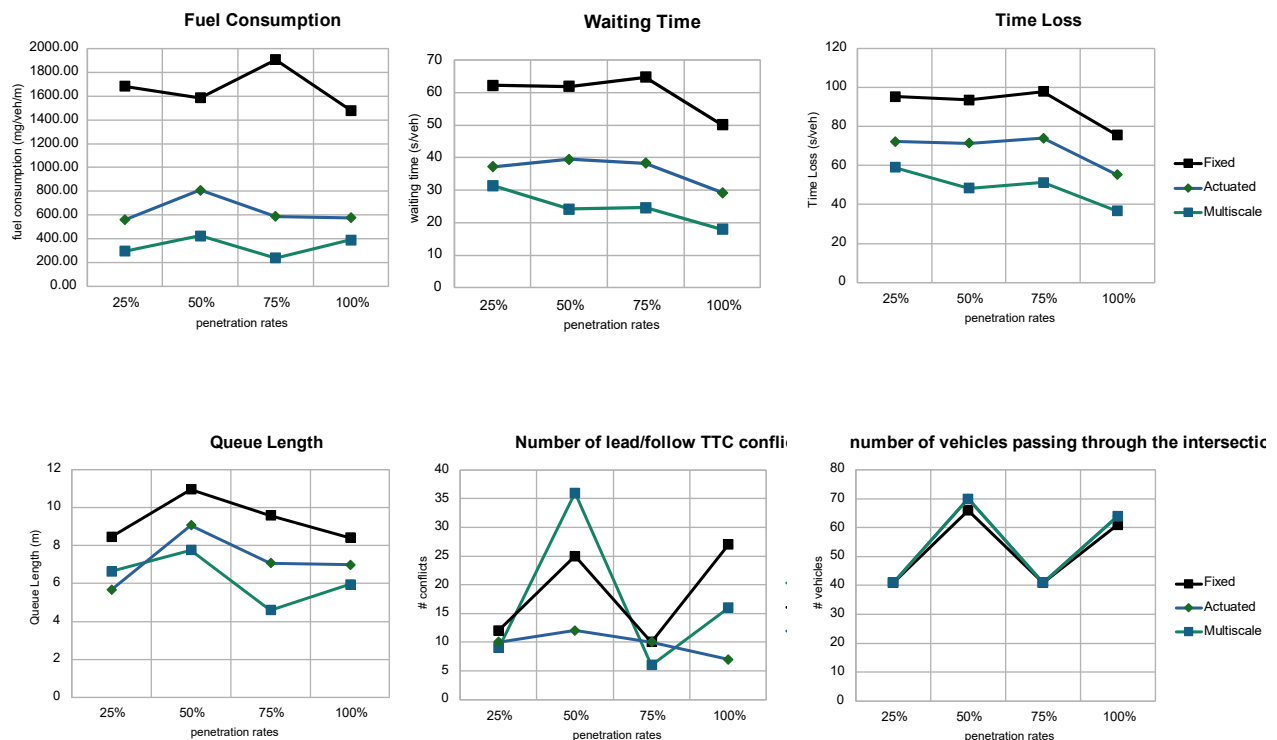 Fuel Consumption
2000.00
1800.00
1600.00
1400.00
1200.00
1000.00
800.00
600.00
400.00
200.00
0.00
fuel consumption (mg/veh/m)
25% 50% 75% 100%
penetration rates
Waiting Time
70
60
50
40
30
20
10
0
waiting time (s/veh)
25% 50% 75% 100%
penetration rates
Time Loss
120
100
80
60
40
20
0
Time Loss (s/veh)
25% 50% 75% 100%
penetration rates
Fixed
Actuated
Multiscale
Queue Length
12
10
8
6
4
2
0
Queue Length (m)
25% 50% 75% 100%
penetration rates
Number of lead/follow TTC confli
40
35
30
25
20
15
10
5
0
# conflicts
25% 50% 75% 100%
penetration rates
number of vehicles passing through the intersectio
80
70
60
50
40
30
20
10
0
# vehicles
25% 50% 75% 100%
penetration rates
Fixed
Actuated
Multiscale